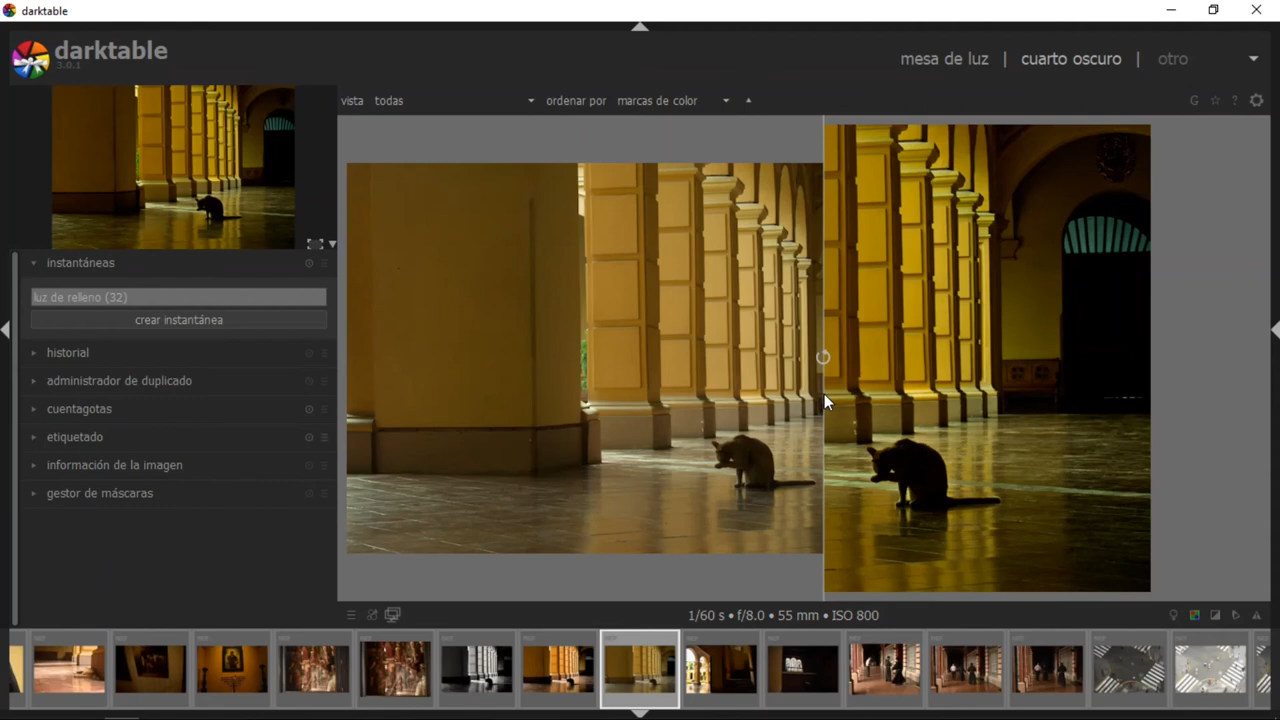 darktable
darktable
3.0.1
mesa de luz | cuarto oscuro | otro
vista todas ordenar por marcas de color
G ?
instantáneas
luz de relleno (32)
crear instantánea
historial
administrador de duplicado
cuentagotas
etiquetado
información de la imagen
gestor de máscaras
1/60 s • f/8.0 • 55 mm • ISO 800